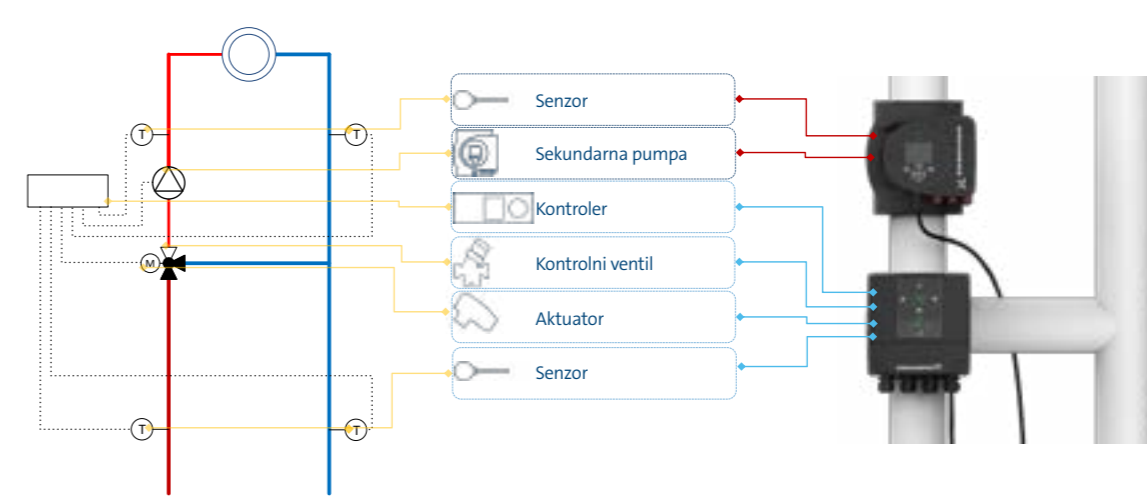 Senzor
T
T
Sekundarna pumpa
Kontroler
M
Kontrolni ventil
Aktuator
Senzor
T
T